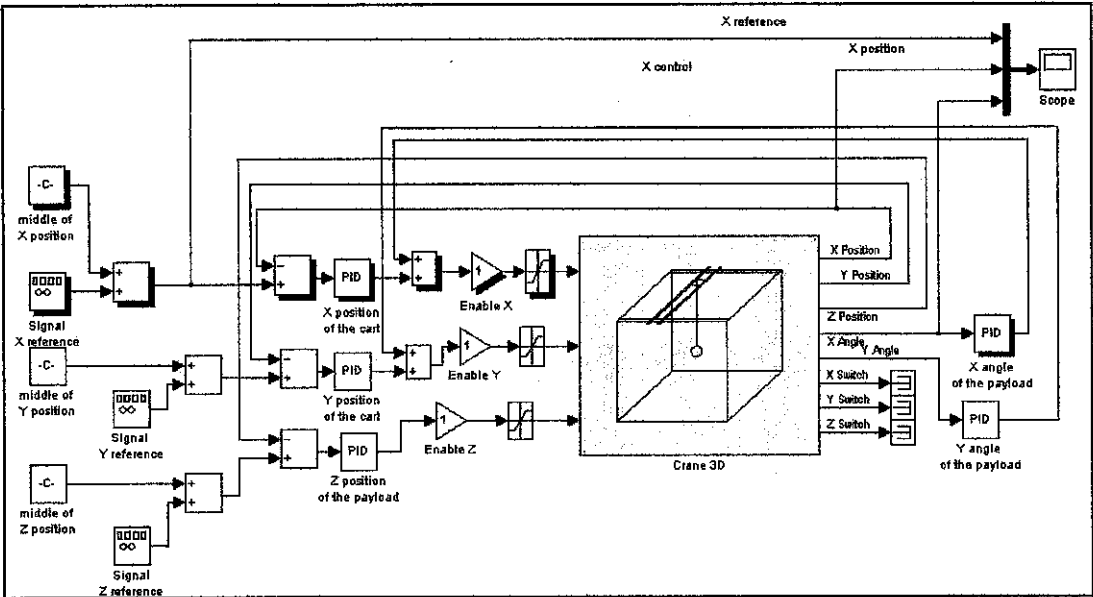 X reference
X position
X control
Scope
-C-
middle of
X position
+
+
Signal
X reference
-
+
PID
X position
of the cart
+
+
1
Enable X
X Position
Y Position
Z Position
X Angle
Y Angle
PID
X angle
of the payload
-C-
middle of
Y position
+
+
Signal
Y reference
-
+
PID
Y position
of the cart
+
+
1
Enable Y
X Switch
Y Switch
Z Switch
PID
Y angle
of the payload
-
+
PID
Z position
of the payload
1
Enable Z
Crane 3D
-C-
middle of
Z position
+
+
Signal
Z reference